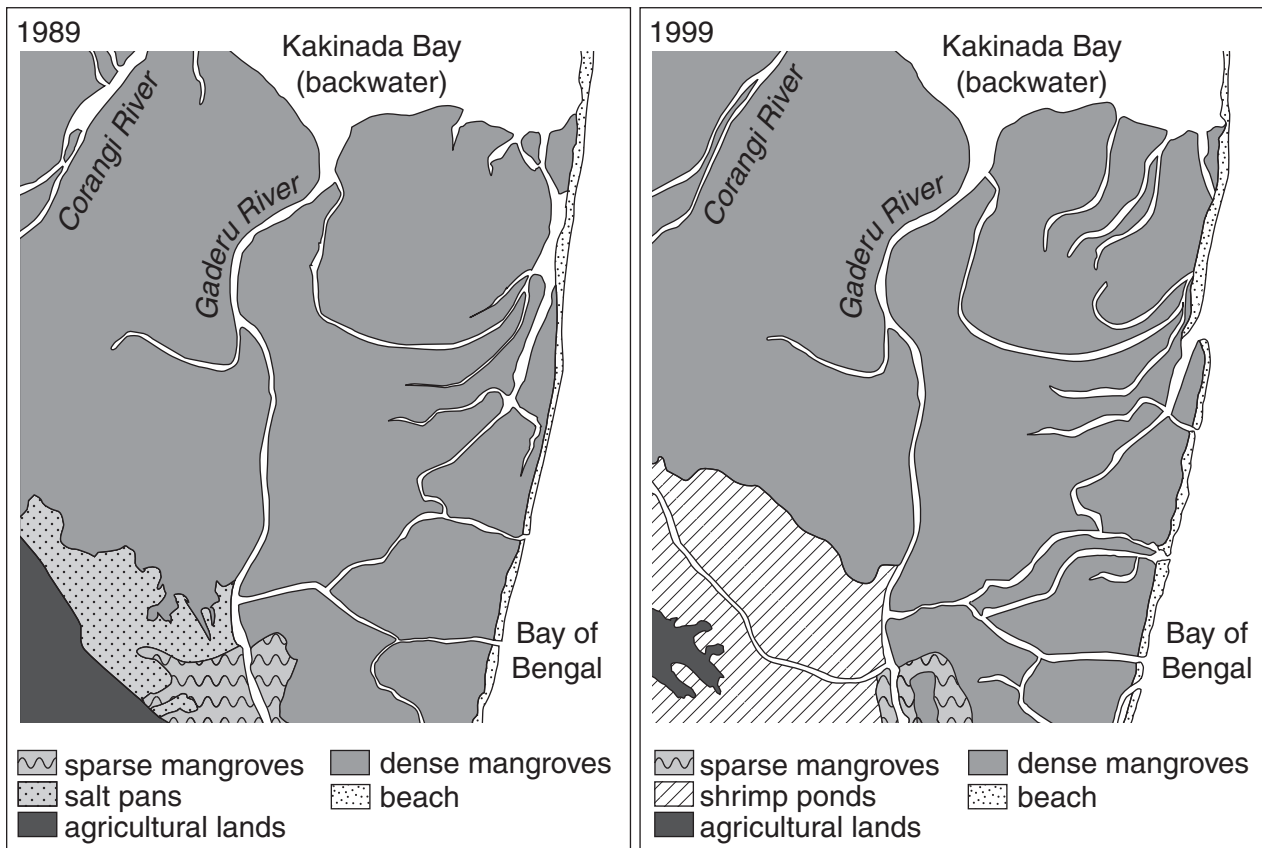 1989
Kakinada Bay
(backwater)
Corangi River
Gaderu River
Bay of
Bengal
sparse mangroves
salt pans
agricultural lands
dense mangroves
beach
1999
Kakinada Bay
(backwater)
Corangi River
Gaderu River
Bay of
Bengal
sparse mangroves
shrimp ponds
agricultural lands
dense mangroves
beach